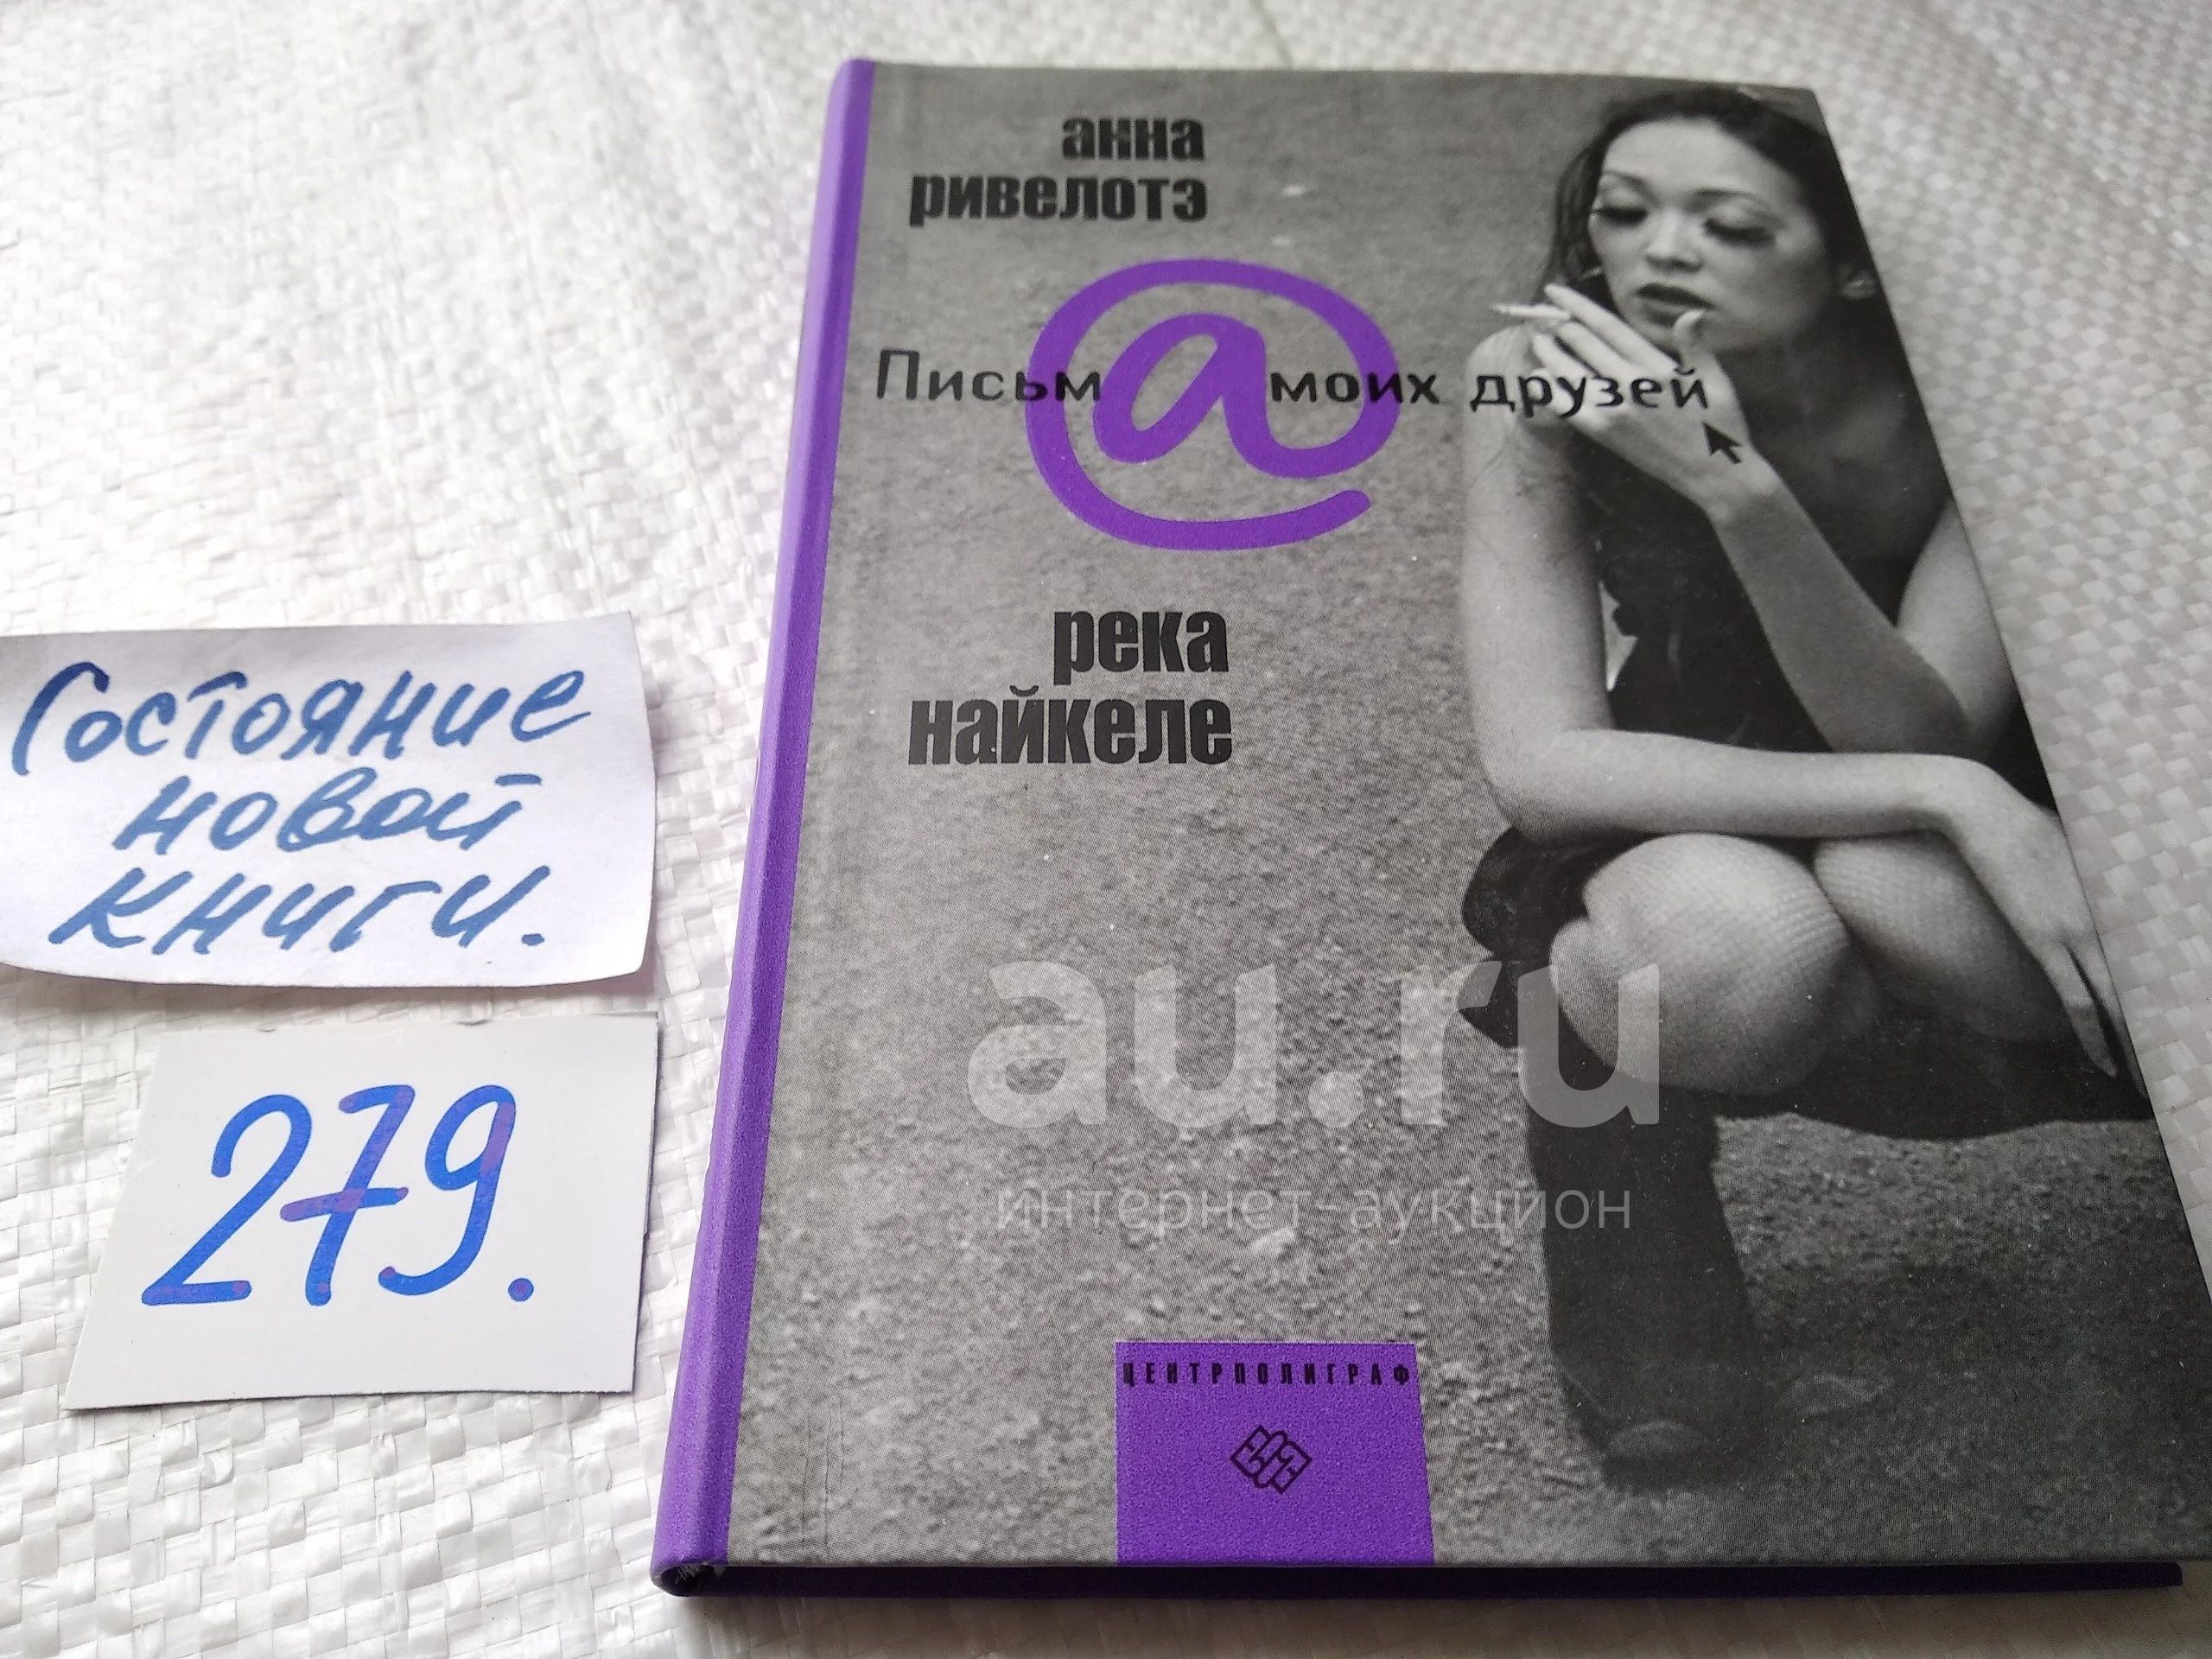 Состояние
новой
книги.
279.
анна
ривелотэ
Письм@ моих друзей
река
найкеле
au.ru
интернет-аукцион
ЦЕНТРПОЛИГРАФ